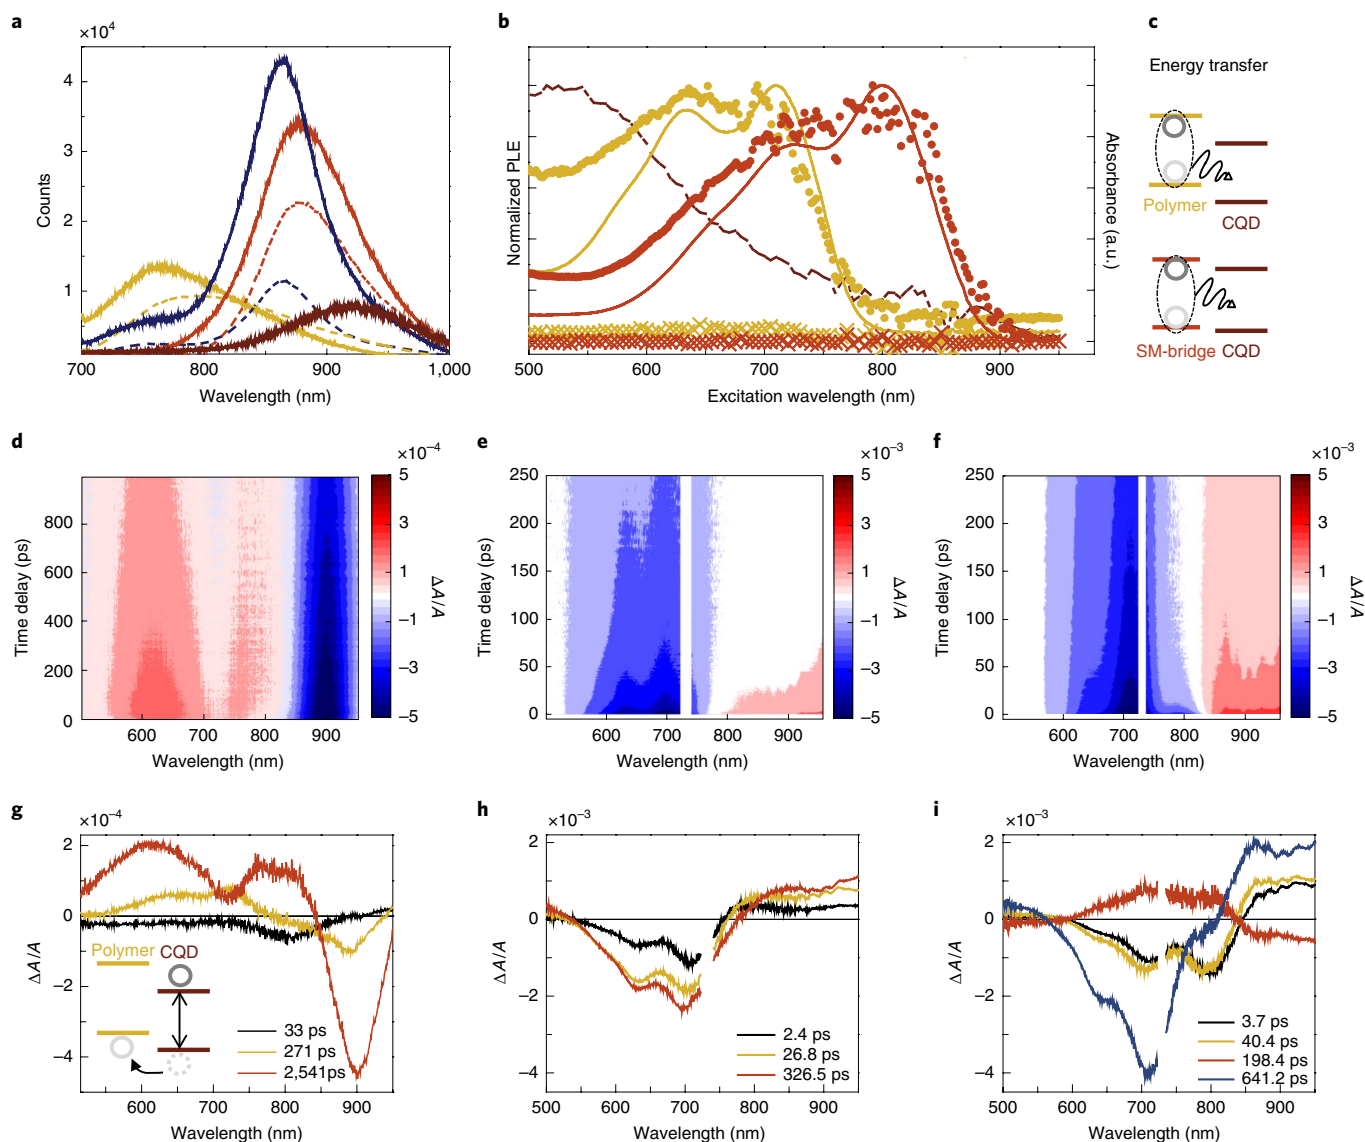 a
×10⁴
4
3
2
1
Counts
700
800
900
1,000
Wavelength (nm)
b
Normalized PLE
Absorbance (a.u.)
500
600
700
800
900
Excitation wavelength (nm)
c
Energy transfer
Polymer
CQD
SM-bridge
CQD
d
×10⁻⁴
800
600
400
200
0
Time delay (ps)
600
700
800
900
Wavelength (nm)
5
3
1
−1
−3
−5
ΔA/A
e
×10⁻³
250
200
150
100
50
0
Time delay (ps)
600
700
800
900
Wavelength (nm)
5
3
1
−1
−3
−5
ΔA/A
f
×10⁻³
250
200
150
100
50
0
Time delay (ps)
600
700
800
900
Wavelength (nm)
5
3
1
−1
−3
−5
ΔA/A
g
×10⁻⁴
2
0
−2
−4
ΔA/A
Polymer
CQD
33 ps
271 ps
2,541ps
600
700
800
900
Wavelength (nm)
h
×10⁻³
2
0
−2
−4
ΔA/A
2.4 ps
26.8 ps
326.5 ps
500
600
700
800
900
Wavelength (nm)
i
×10⁻³
2
0
−2
−4
ΔA/A
3.7 ps
40.4 ps
198.4 ps
641.2 ps
500
600
700
800
900
Wavelength (nm)